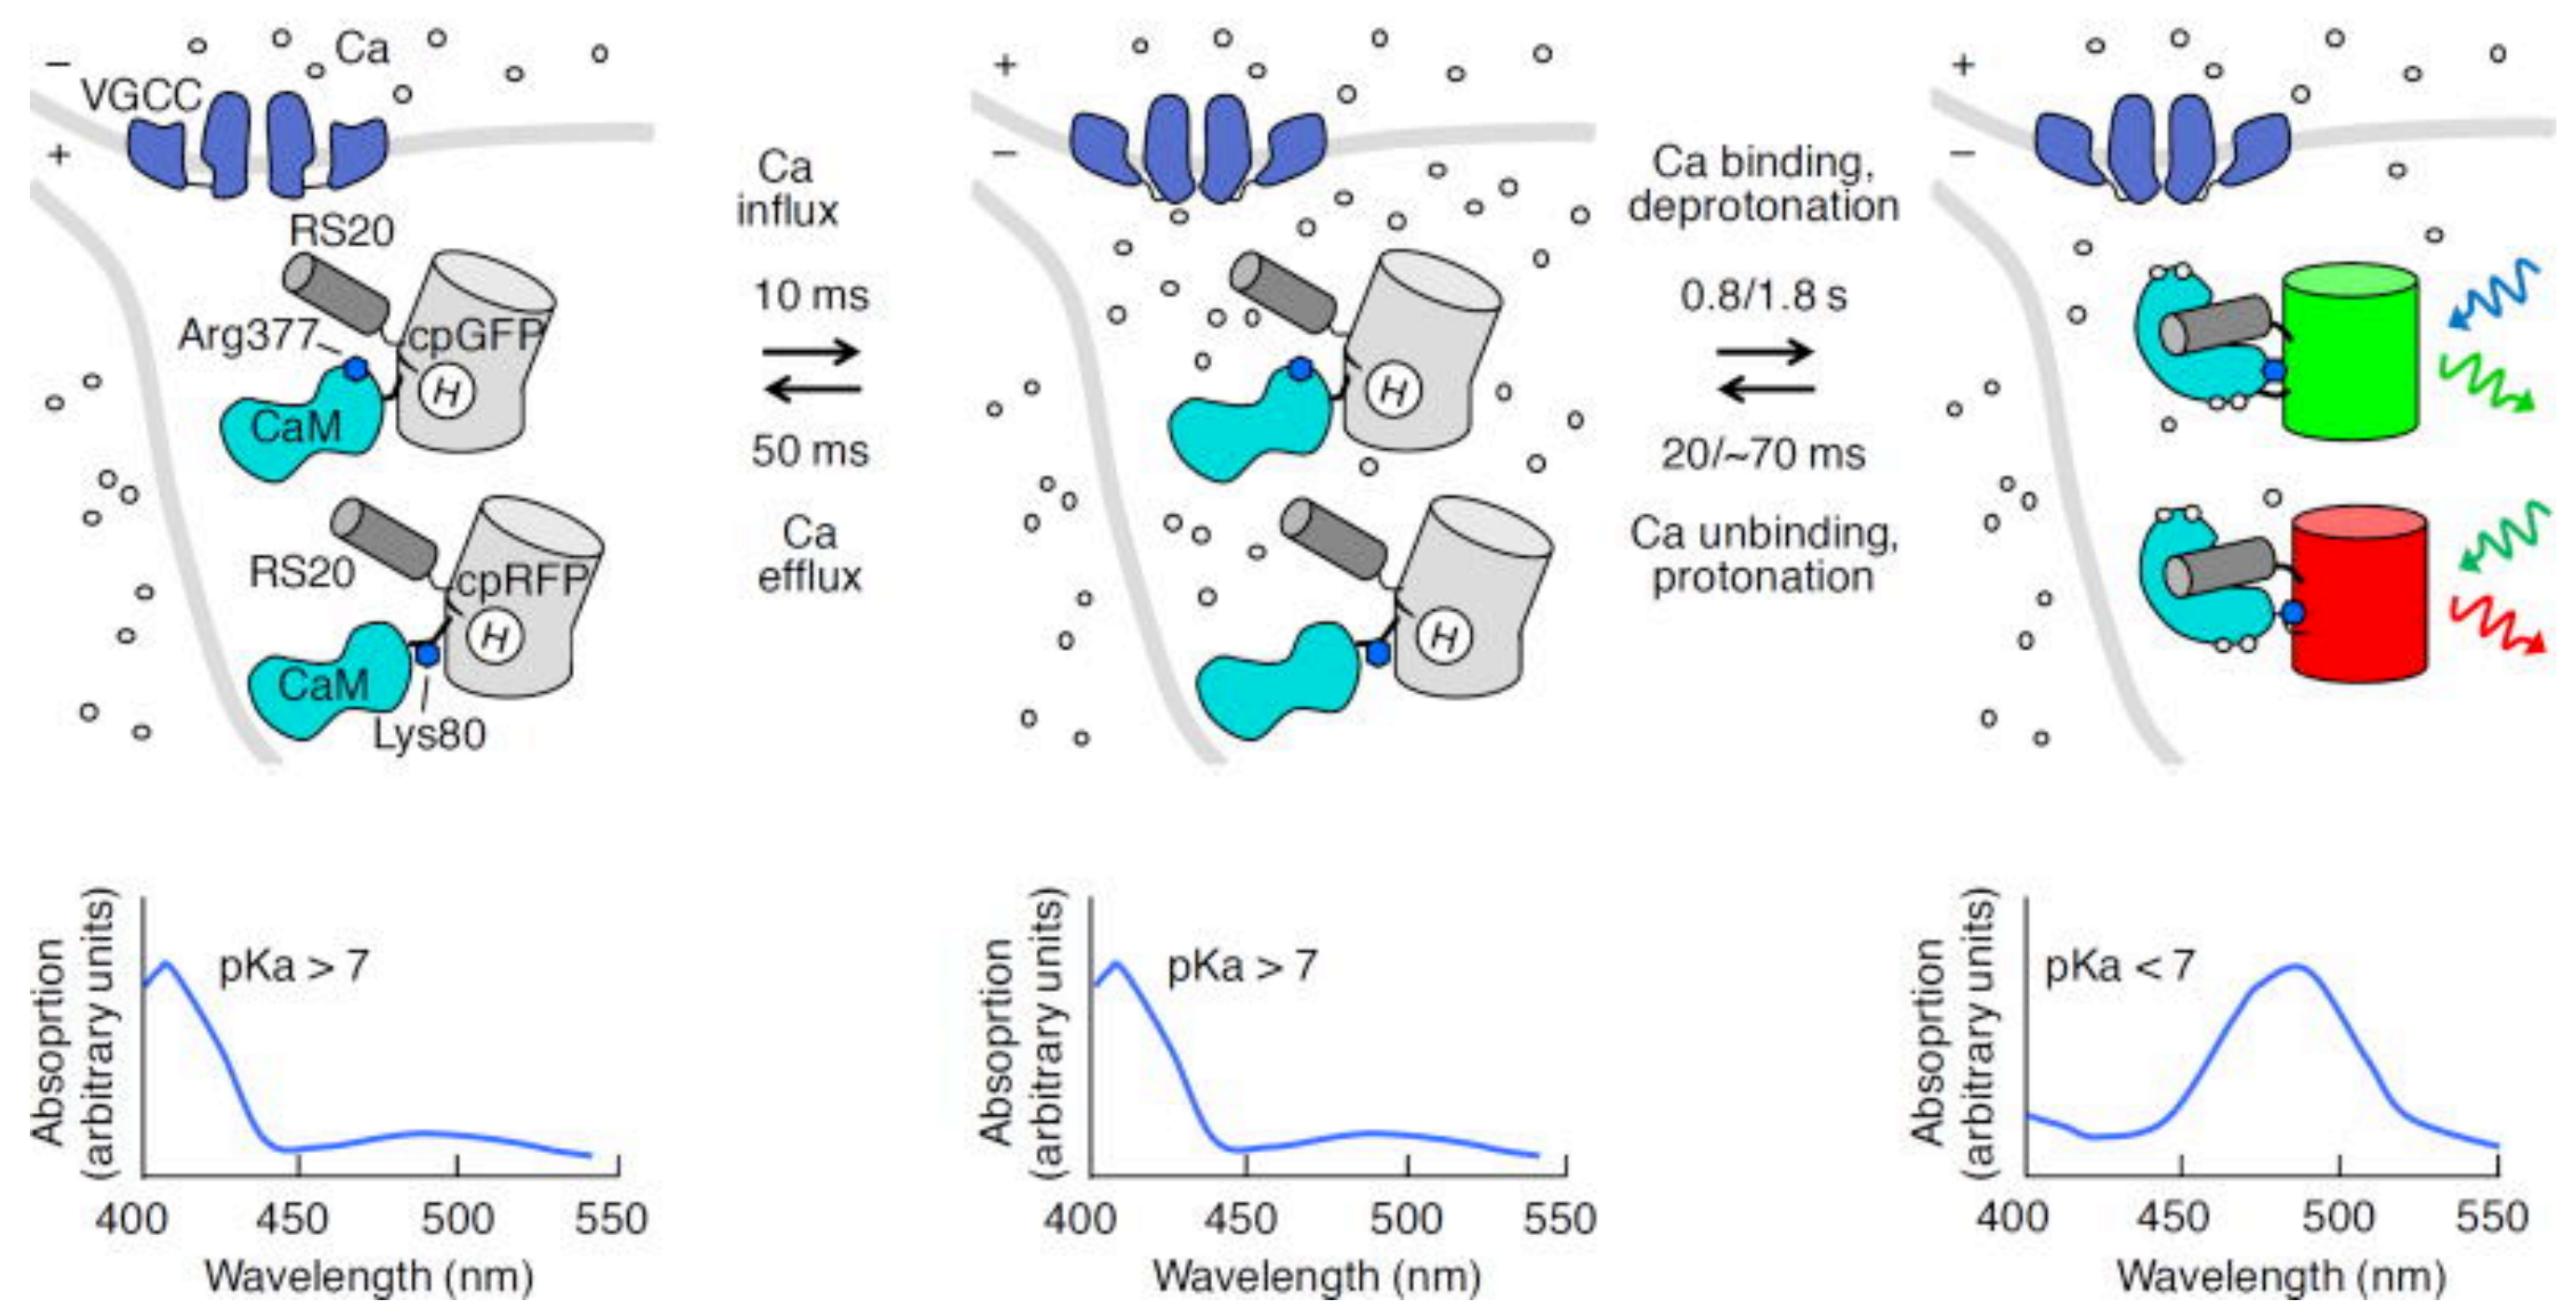 − Ca
VGCC
+
RS20
Arg377
cpGFP
H
CaM
RS20
cpRFP
H
CaM
Lys80
Ca
influx
10 ms
50 ms
Ca
efflux
+
−
H
H
Ca binding,
deprotonation
0.8/1.8 s
20/~70 ms
Ca unbinding,
protonation
+
−
Absoprtion
(arbitrary units)
pKa > 7
400 450 500 550
Wavelength (nm)
Absoprtion
(arbitrary units)
pKa > 7
400 450 500 550
Wavelength (nm)
Absoprtion
(arbitrary units)
pKa < 7
400 450 500 550
Wavelength (nm)